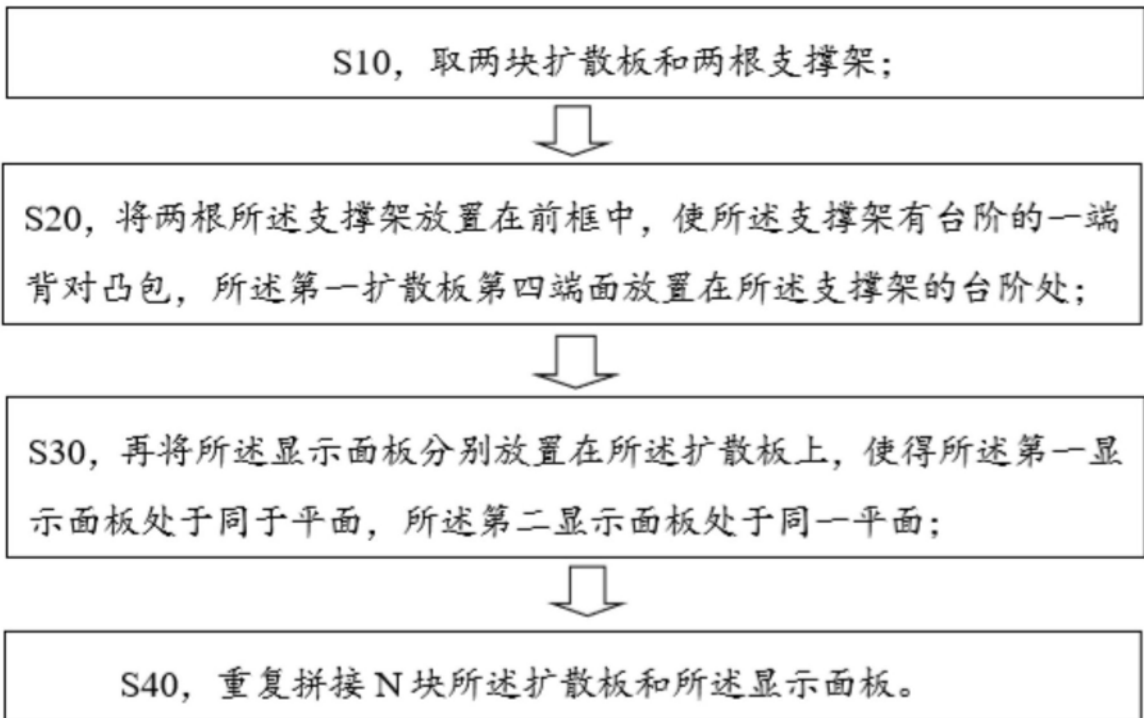 S10，取两块扩散板和两根支撑架；
S20，将两根所述支撑架放置在前框中，使所述支撑架有台阶的一端
背对凸包，所述第一扩散板第四端面放置在所述支撑架的台阶处；
S30，再将所述显示面板分别放置在所述扩散板上，使得所述第一显
示面板处于同于平面，所述第二显示面板处于同一平面；
S40，重复拼接 N 块所述扩散板和所述显示面板。